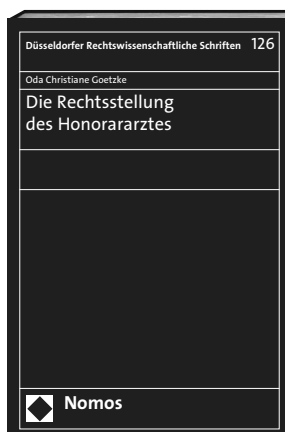 Düsseldorfer Rechtswissenschaftliche Schriften 126
Oda Christiane Goetzke
Die Rechtsstellung
des Honorararztes
Nomos